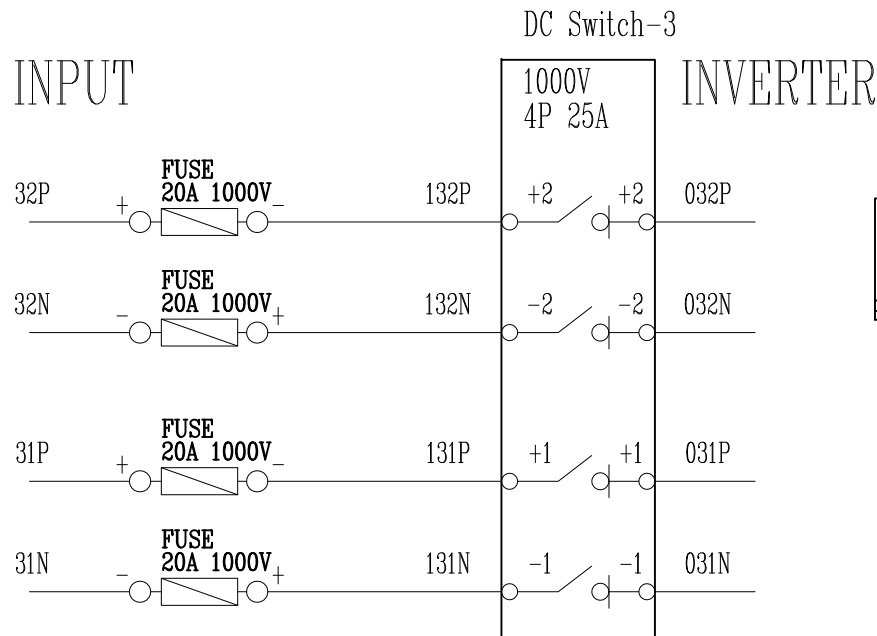 DC Switch-3
INPUT
1000V
4P 25A
INVERTER
FUSE
20A 1000V
32P
+
-
132P
+2
+2
032P
FUSE
20A 1000V
32N
-
+
132N
-2
-2
032N
FUSE
20A 1000V
31P
+
-
131P
+1
+1
031P
FUSE
20A 1000V
31N
-
+
131N
-1
-1
031N